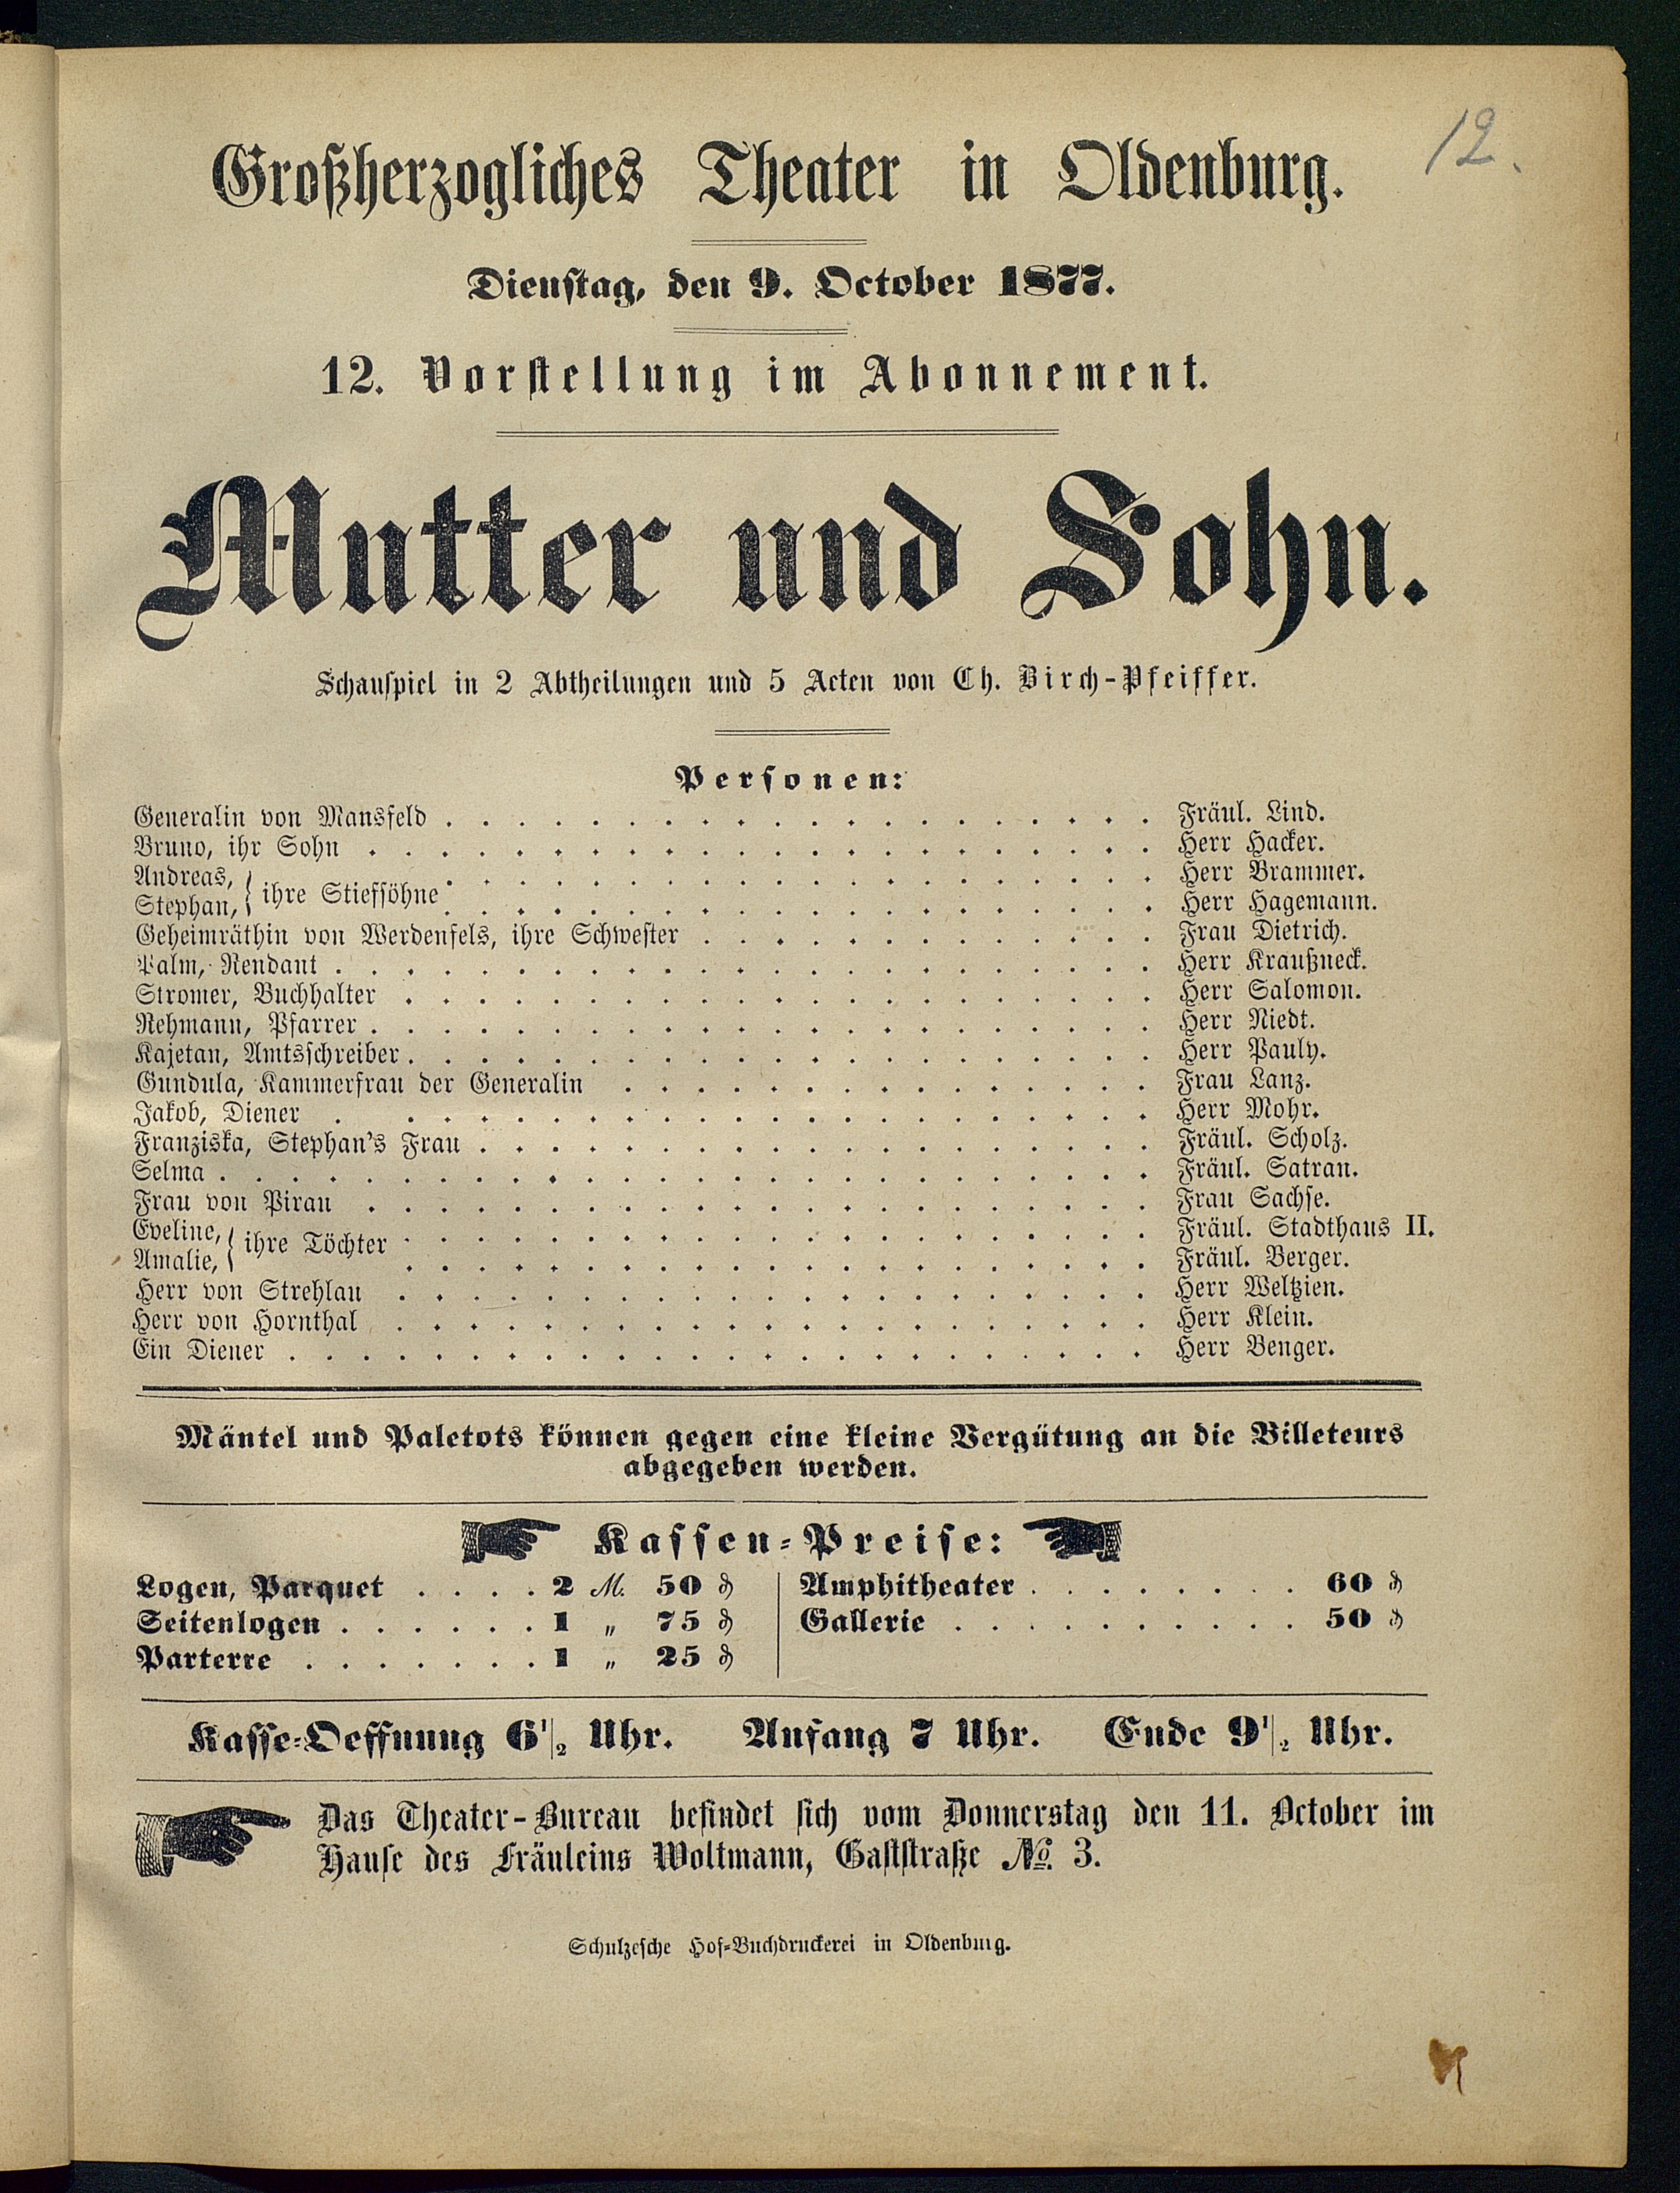 12.
Großherzogliches Theater in Oldenburg.
Dienstag, den 9. October 1877.
12. Vorstellung im Abonnement.
Mutter und Sohn.
Schauspiel in 2 Abtheilungen und 5 Acten von Ch. Birch-Pfeiffer.
Personen:
Generalin von Mansfeld . . . . . . . . . . Fräul. Lind.
Bruno, ihr Sohn . . . . . . . . . . Herr Hacker.
Andreas, } ihre Stiefsöhne . . . . . . . . . . Herr Brammer.
Stephan, } . . . . . . . . . . Herr Hagemann.
Geheimräthin von Werdenfels, ihre Schwester . . . . . . . . . . Frau Dietrich.
Palm, Rendant . . . . . . . . . . Herr Kraußneck.
Stromer, Buchhalter . . . . . . . . . . Herr Salomon.
Rehmann, Pfarrer . . . . . . . . . . Herr Niedt.
Kajetan, Amtsschreiber . . . . . . . . . . Herr Pauly.
Gundula, Kammerfrau der Generalin . . . . . . . . . . Frau Lanz.
Jakob, Diener . . . . . . . . . . Herr Mohr.
Franziska, Stephan's Frau . . . . . . . . . . Fräul. Scholz.
Selma . . . . . . . . . . Fräul. Satran.
Frau von Pirau . . . . . . . . . . Frau Sachse.
Eveline, } ihre Töchter . . . . . . . . . . Fräul. Stadthaus II.
Amalie, } . . . . . . . . . . Fräul. Berger.
Herr von Strehlau . . . . . . . . . . Herr Weltzien.
Herr von Hornthal . . . . . . . . . . Herr Klein.
Ein Diener . . . . . . . . . . Herr Benger.
Mäntel und Paletots können gegen eine kleine Vergütung an die Billeteurs
abgegeben werden.
Kassen-Preise:
Logen, Parquet . . . . 2 M. 50 ₰
Seitenlogen . . . . . . 1 „ 75 ₰
Parterre . . . . . . . 1 „ 25 ₰
Amphitheater . . . . . . . . 60 ₰
Gallerie . . . . . . . . . . 50 ₰
Kasse-Oeffnung 6 1/2 Uhr. Anfang 7 Uhr. Ende 9 1/2 Uhr.
Das Theater-Bureau befindet sich vom Donnerstag den 11. October im
Hause des Fräuleins Woltmann, Gaststraße No. 3.
Schulzesche Hof-Buchdruckerei in Oldenburg.